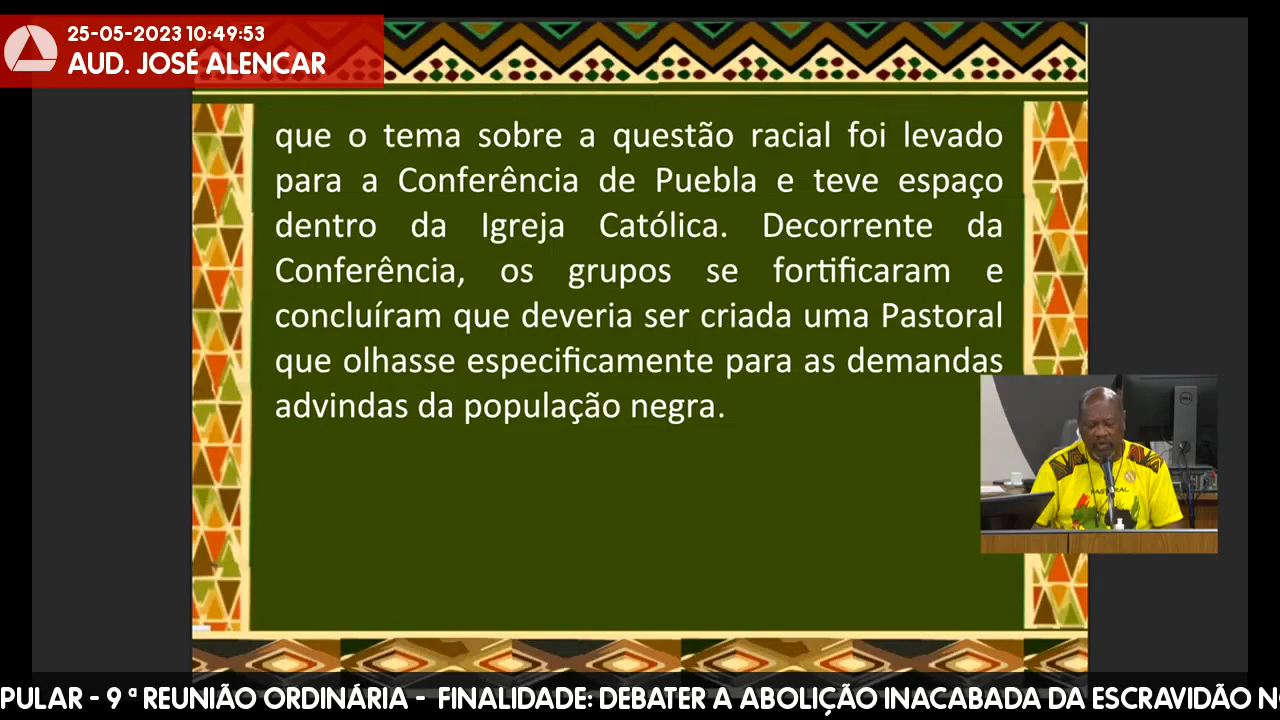 25-05-2023 10:49:53
AUD. JOSÉ ALENCAR
que o tema sobre a questão racial foi levado
para a Conferência de Puebla e teve espaço
dentro da Igreja Católica. Decorrente da
Conferência, os grupos se fortificaram e
concluíram que deveria ser criada uma Pastoral
que olhasse especificamente para as demandas
advindas da população negra.
DELL
PASTORAL
PULAR - 9 ª REUNIÃO ORDINÁRIA - FINALIDADE: DEBATER A ABOLIÇÃO INACABADA DA ESCRAVIDÃO N